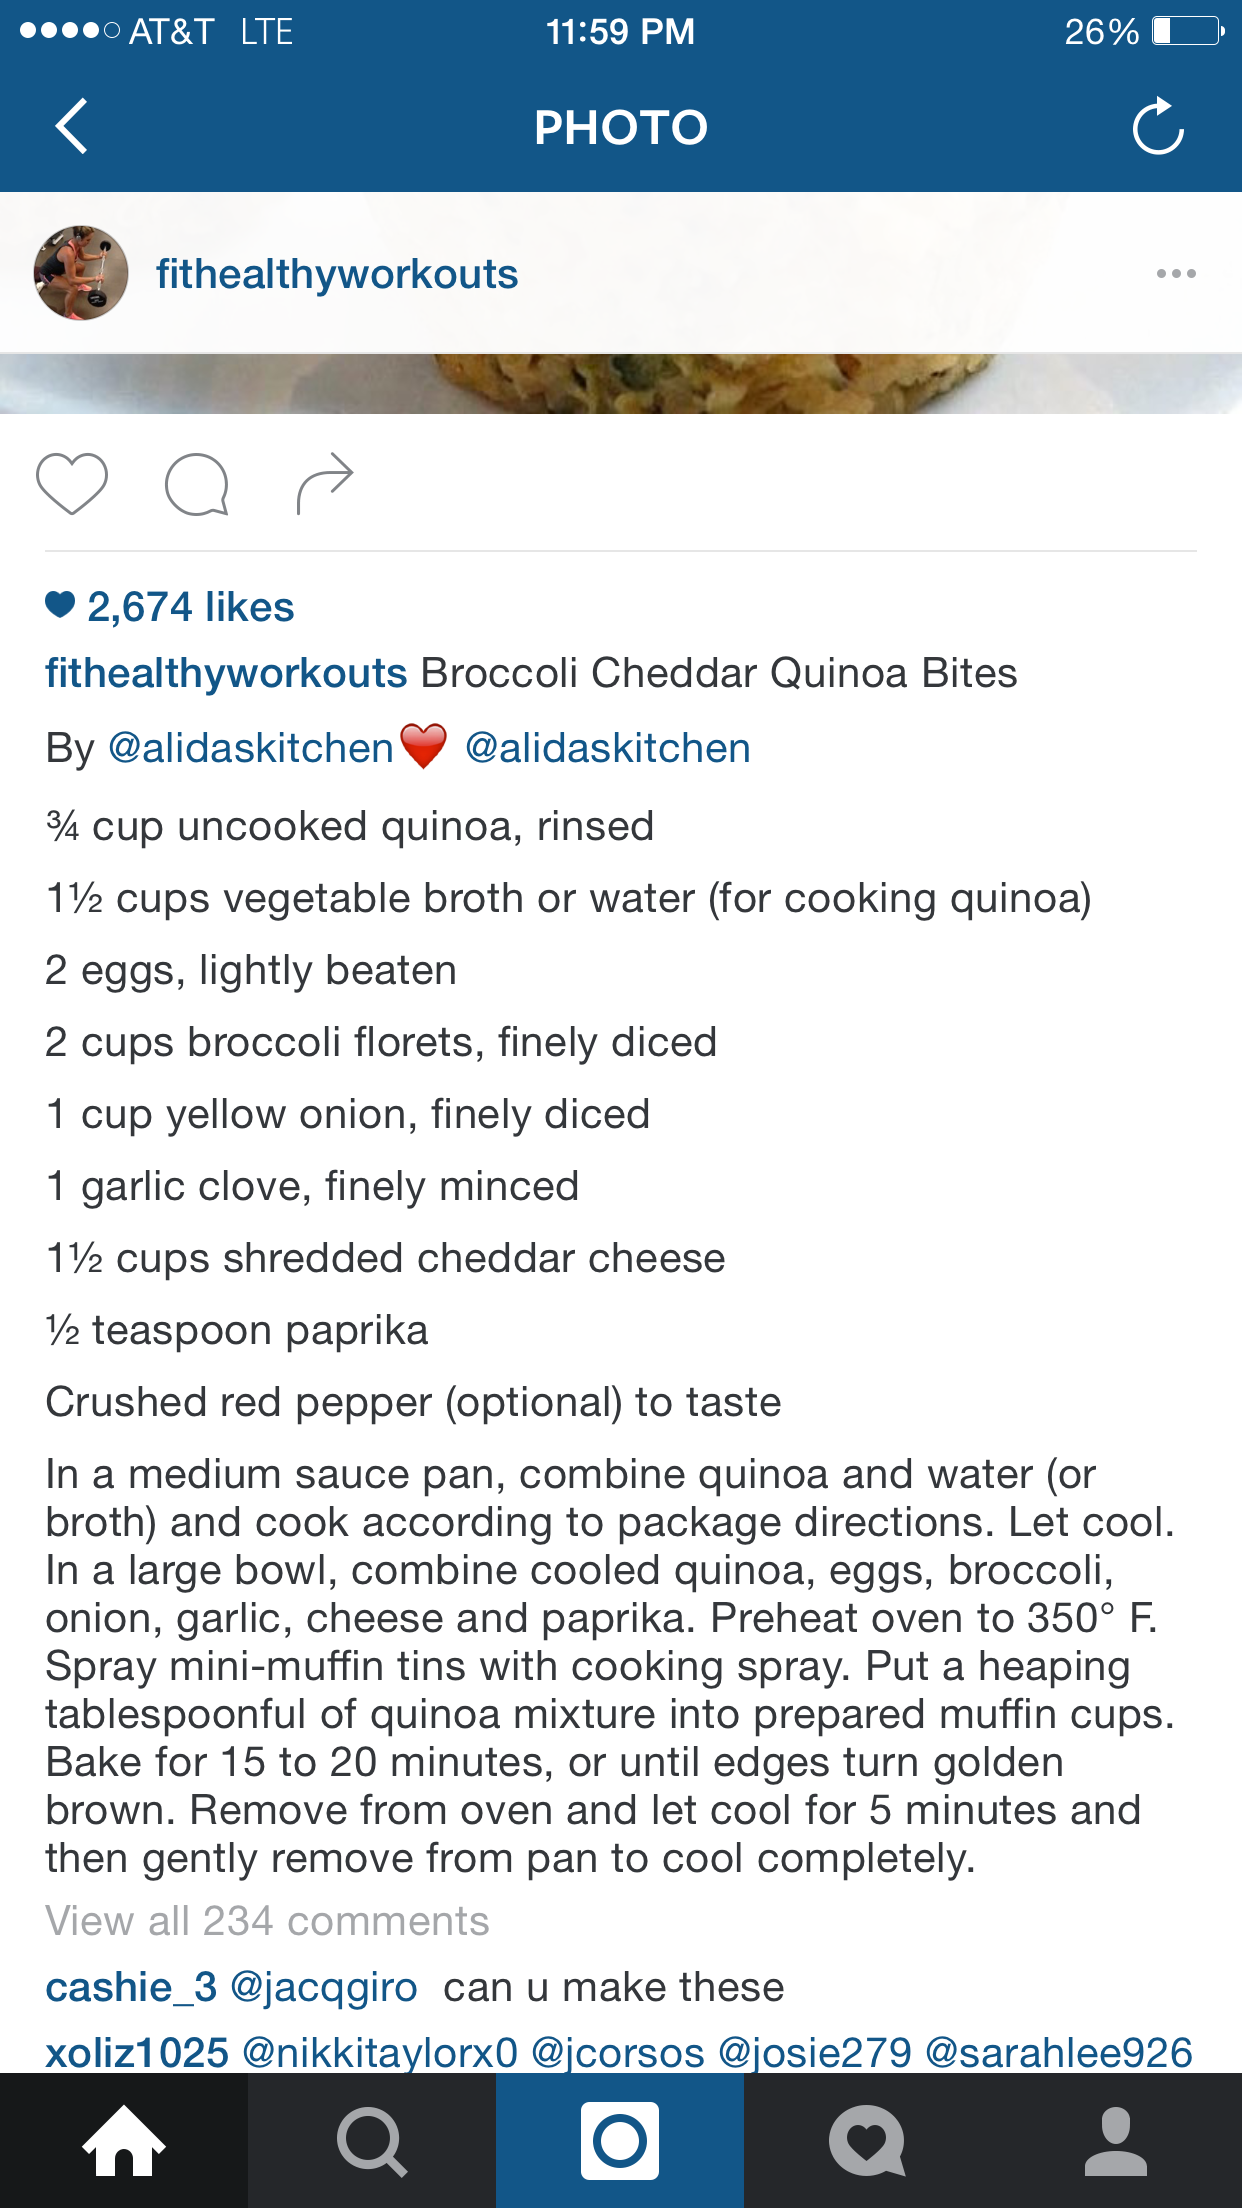 AT&T LTE 11:59 PM 26%
PHOTO
fithealthyworkouts
2,674 likes
fithealthyworkouts Broccoli Cheddar Quinoa Bites
By @alidaskitchen❤️ @alidaskitchen
¾ cup uncooked quinoa, rinsed
1½ cups vegetable broth or water (for cooking quinoa)
2 eggs, lightly beaten
2 cups broccoli florets, finely diced
1 cup yellow onion, finely diced
1 garlic clove, finely minced
1½ cups shredded cheddar cheese
½ teaspoon paprika
Crushed red pepper (optional) to taste
In a medium sauce pan, combine quinoa and water (or
broth) and cook according to package directions. Let cool.
In a large bowl, combine cooled quinoa, eggs, broccoli,
onion, garlic, cheese and paprika. Preheat oven to 350° F.
Spray mini-muffin tins with cooking spray. Put a heaping
tablespoonful of quinoa mixture into prepared muffin cups.
Bake for 15 to 20 minutes, or until edges turn golden
brown. Remove from oven and let cool for 5 minutes and
then gently remove from pan to cool completely.
View all 234 comments
cashie_3 @jacqgiro can u make these
xoliz1025 @nikkitaylorx0 @jcorsos @josie279 @sarahlee926